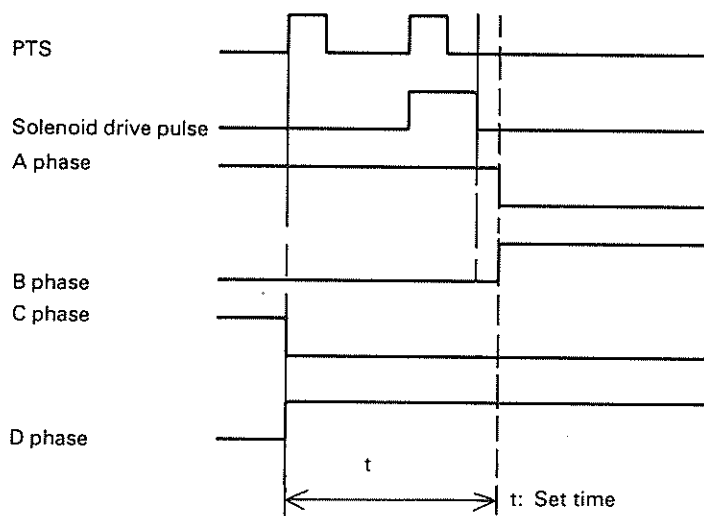 PTS
Solenoid drive pulse
A phase
B phase
C phase
D phase
t
t: Set time